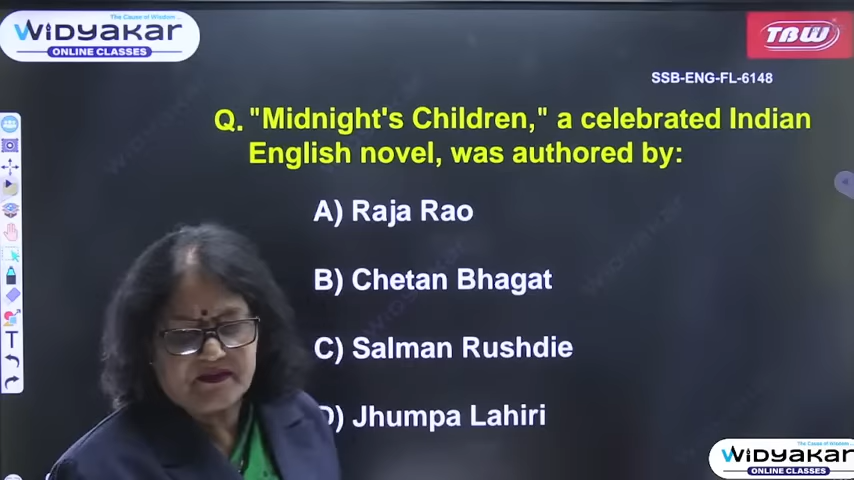 The Cause of Wisdom...
WIDYAKAR
ONLINE CLASSES
TBW
SSB-ENG-FL-6148
Q. "Midnight's Children," a celebrated Indian
English novel, was authored by:
A) Raja Rao
B) Chetan Bhagat
C) Salman Rushdie
D) Jhumpa Lahiri
The Cause of Wisdom...
WIDYAKAR
ONLINE CLASSES